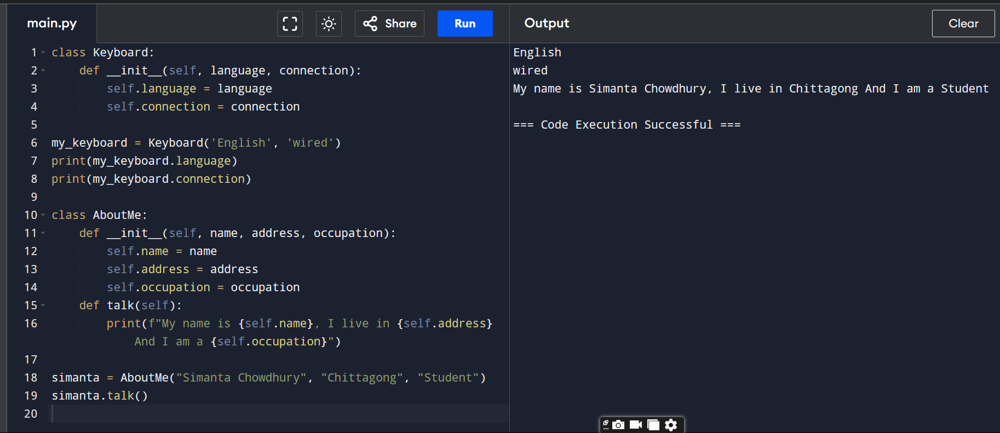 main.py
Share
Run
Output
Clear
1 class Keyboard:
2     def __init__(self, language, connection):
3         self.language = language
4         self.connection = connection
5
6 my_keyboard = Keyboard('English', 'wired')
7 print(my_keyboard.language)
8 print(my_keyboard.connection)
9
10 class AboutMe:
11     def __init__(self, name, address, occupation):
12         self.name = name
13         self.address = address
14         self.occupation = occupation
15     def talk(self):
16         print(f"My name is {self.name}, I live in {self.address}
            And I am a {self.occupation}")
17
18 simanta = AboutMe("Simanta Chowdhury", "Chittagong", "Student")
19 simanta.talk()
20
English
wired
My name is Simanta Chowdhury, I live in Chittagong And I am a Student

=== Code Execution Successful ===